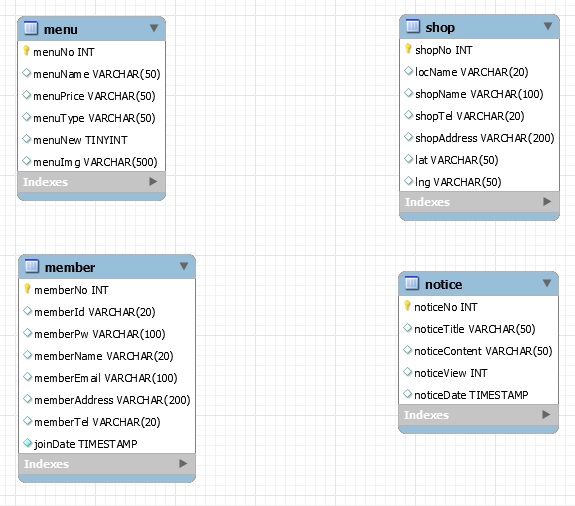 menu
menuNo INT
menuName VARCHAR(50)
menuPrice VARCHAR(50)
menuType VARCHAR(50)
menuNew TINYINT
menuImg VARCHAR(500)
Indexes
shop
shopNo INT
locName VARCHAR(20)
shopName VARCHAR(100)
shopTel VARCHAR(20)
shopAddress VARCHAR(200)
lat VARCHAR(50)
lng VARCHAR(50)
Indexes
member
memberNo INT
memberId VARCHAR(20)
memberPw VARCHAR(100)
memberName VARCHAR(20)
memberEmail VARCHAR(100)
memberAddress VARCHAR(200)
memberTel VARCHAR(20)
joinDate TIMESTAMP
Indexes
notice
noticeNo INT
noticeTitle VARCHAR(50)
noticeContent VARCHAR(50)
noticeView INT
noticeDate TIMESTAMP
Indexes